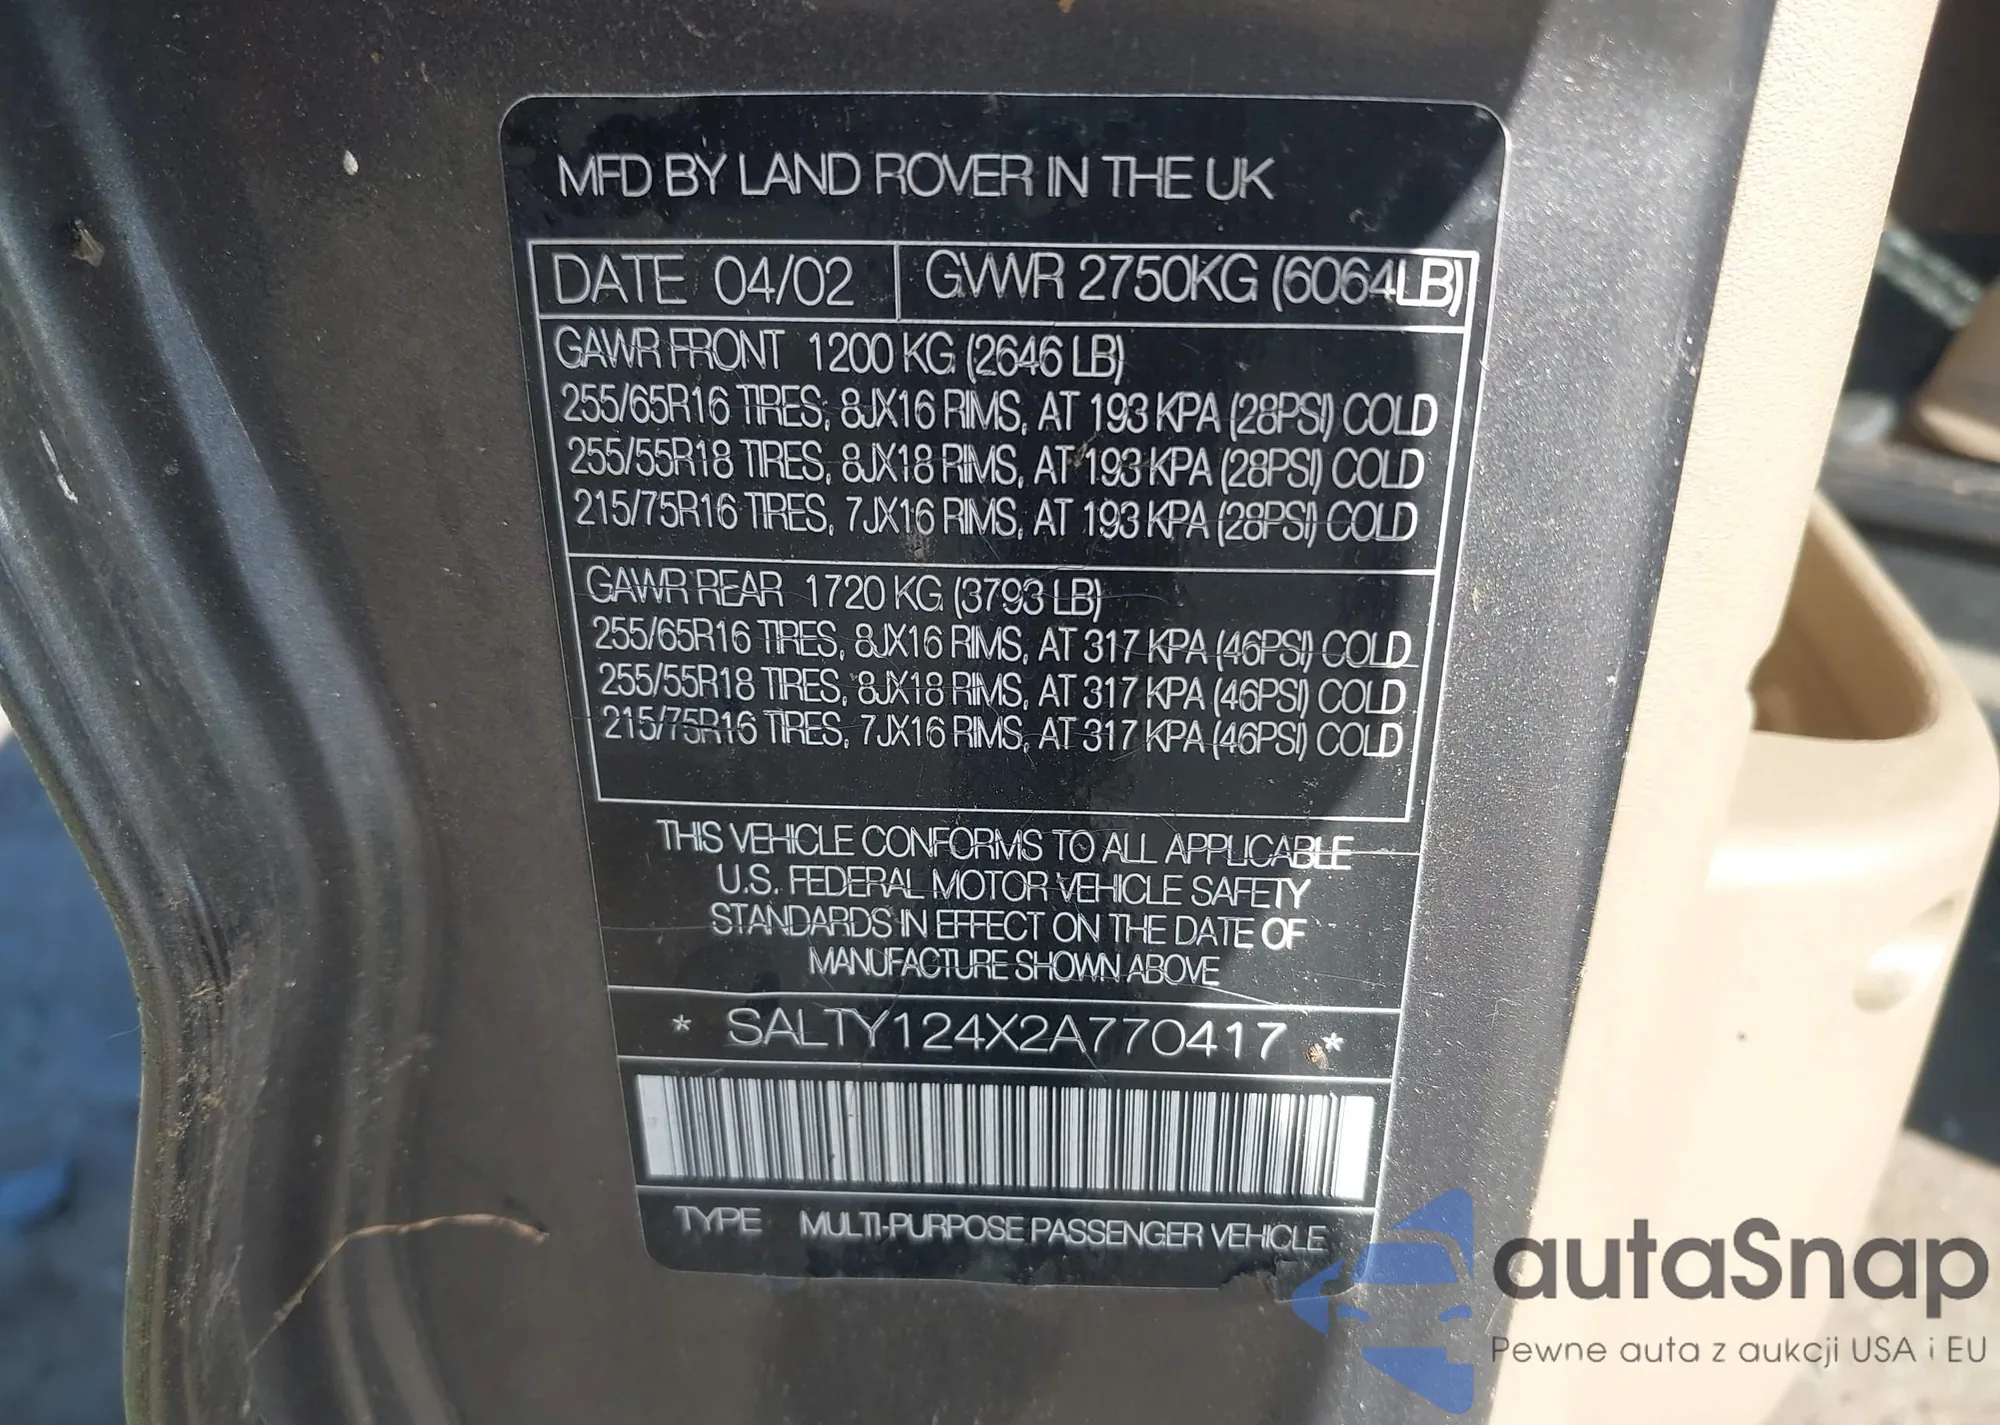 MFD BY LAND ROVER IN THE UK
DATE 04/02 GVWR 2750KG (6064LB)
GAWR FRONT 1200 KG (2646 LB)
255/65R16 TIRES, 8JX16 RIMS, AT 193 KPA (28PSI) COLD
255/55R18 TIRES, 8JX18 RIMS, AT 193 KPA (28PSI) COLD
215/75R16 TIRES, 7JX16 RIMS, AT 193 KPA (28PSI) COLD
GAWR REAR 1720 KG (3793 LB)
255/65R16 TIRES, 8JX16 RIMS, AT 317 KPA (46PSI) COLD
255/55R18 TIRES, 8JX18 RIMS, AT 317 KPA (46PSI) COLD
215/75R16 TIRES, 7JX16 RIMS, AT 317 KPA (46PSI) COLD
THIS VEHICLE CONFORMS TO ALL APPLICABLE
U.S. FEDERAL MOTOR VEHICLE SAFETY
STANDARDS IN EFFECT ON THE DATE OF
MANUFACTURE SHOWN ABOVE
* SALTY124X2A770417 *
TYPE MULTI-PURPOSE PASSENGER VEHICLE
autaSnap
Pewne auta z aukcji USA i EU